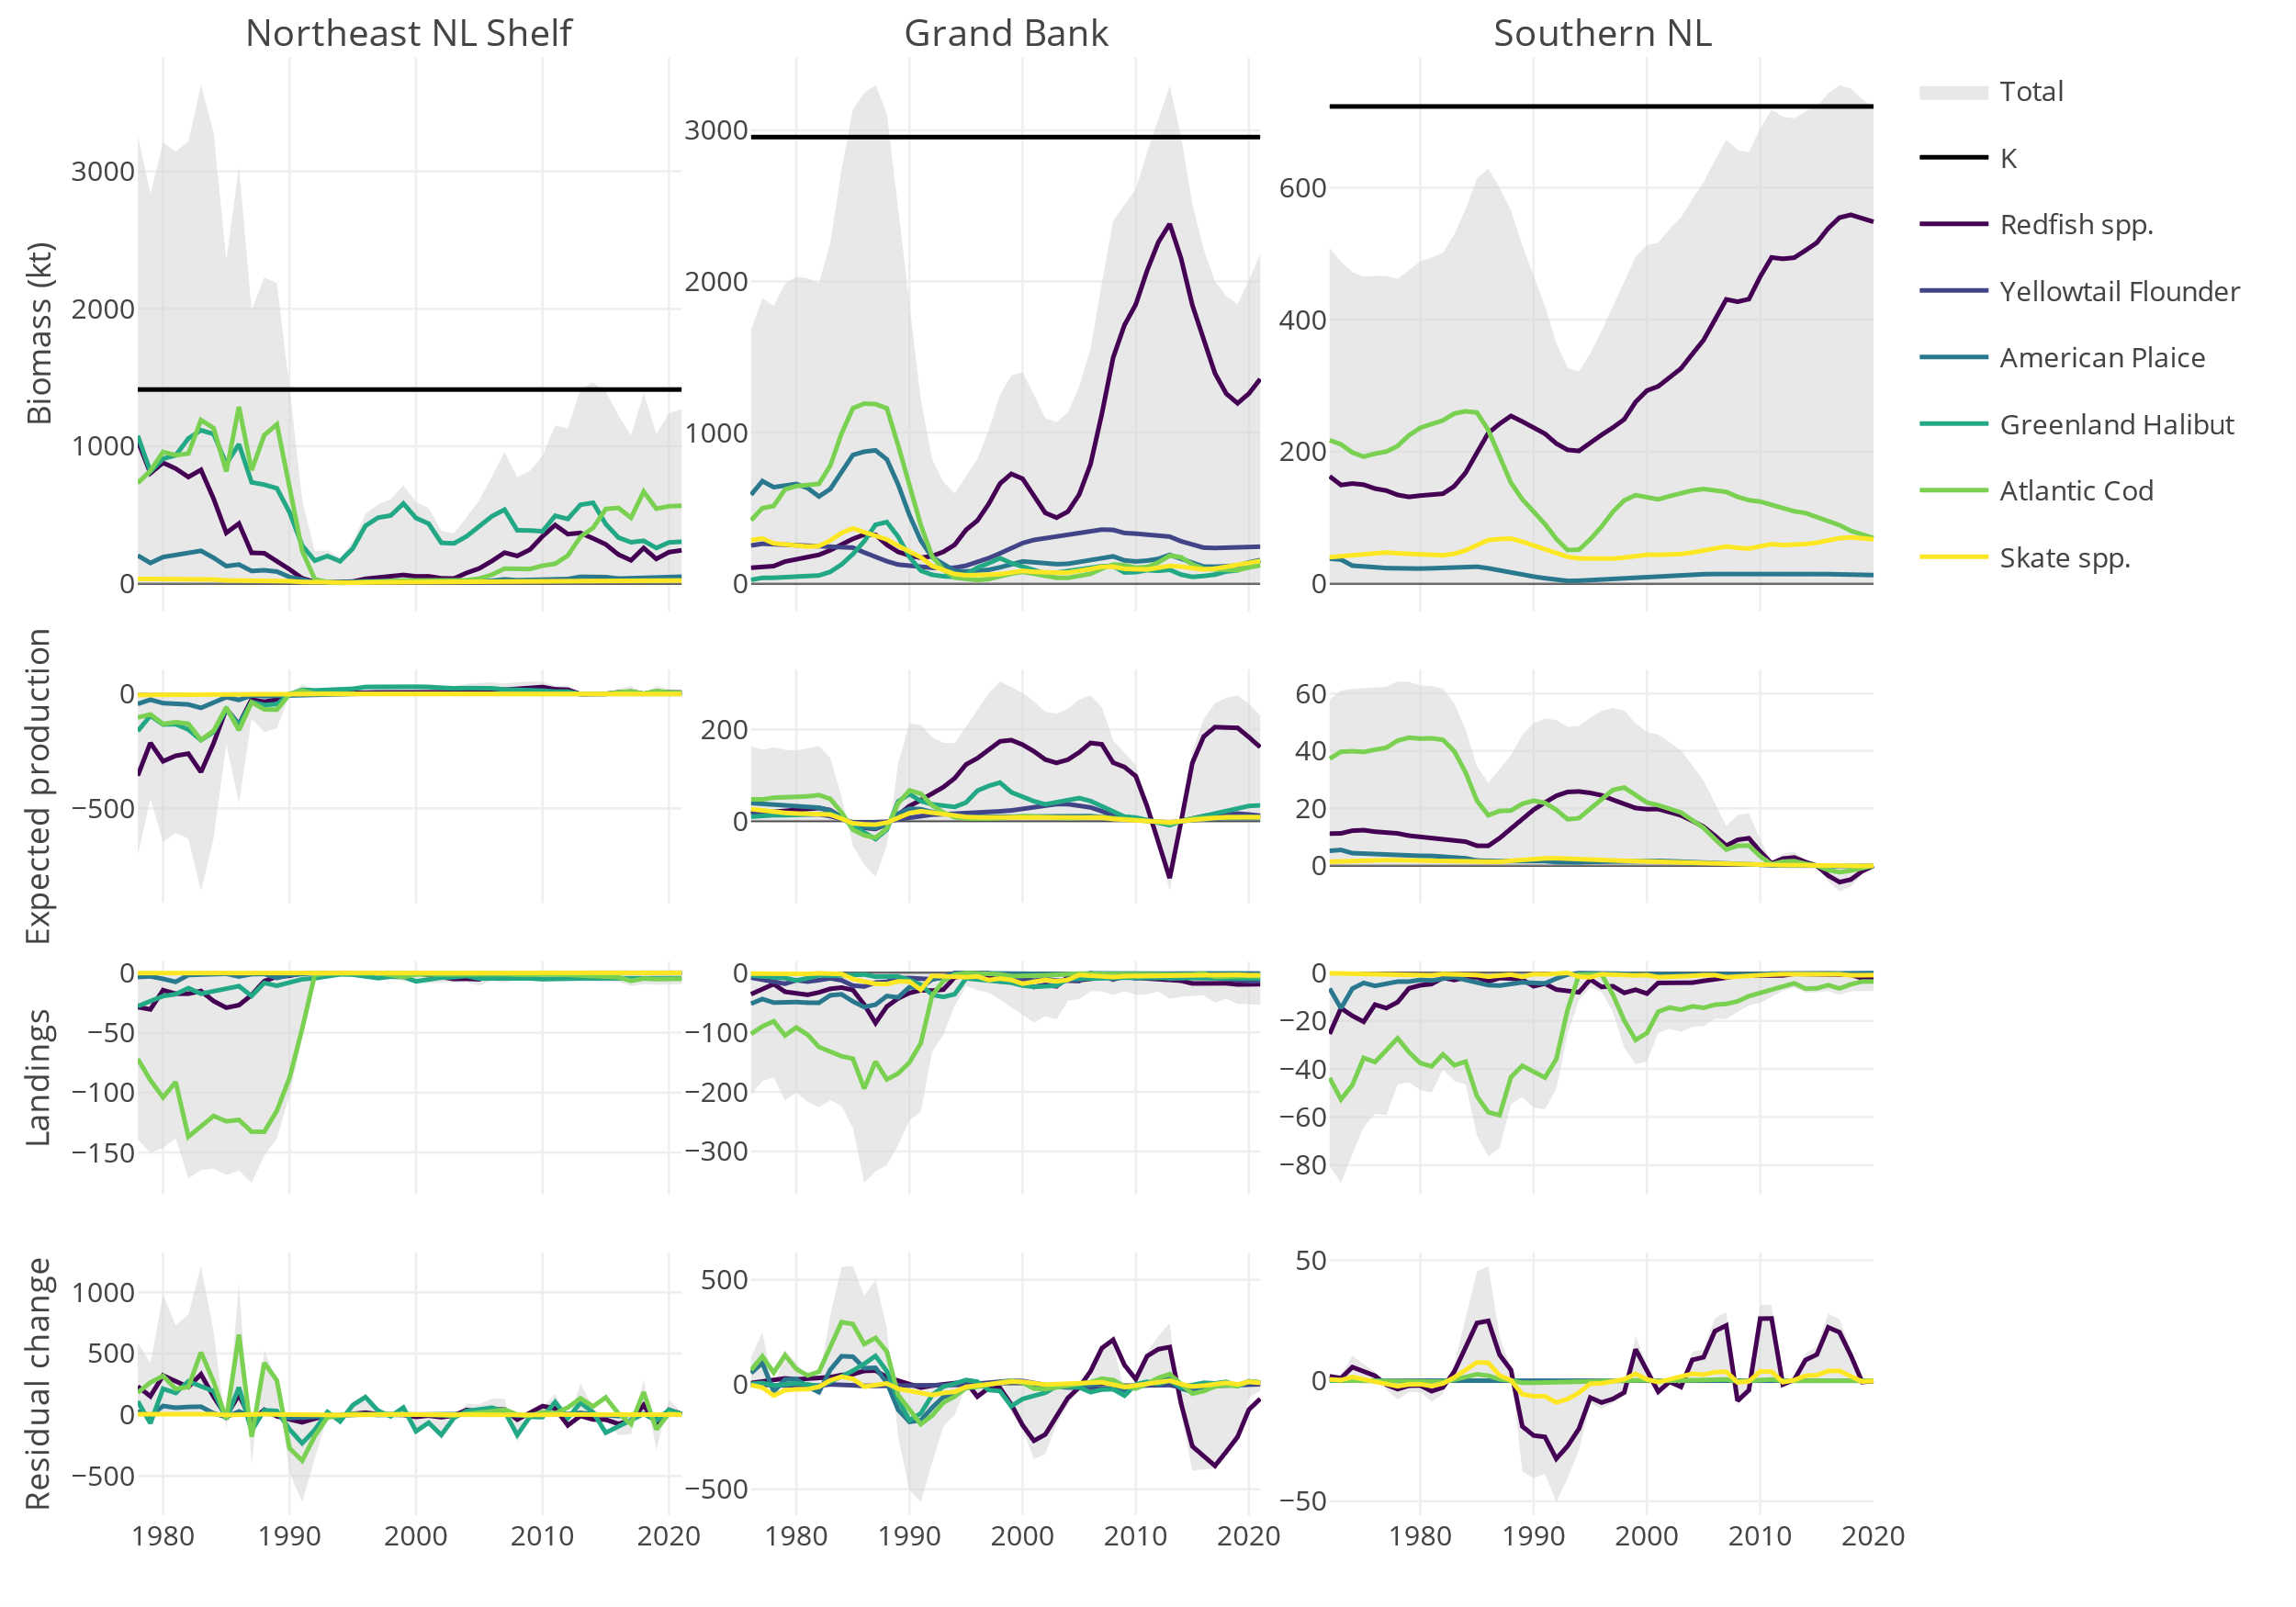 Northeast NL Shelf
Grand Bank
Southern NL
Total
K
Redfish spp.
Yellowtail Flounder
American Plaice
Greenland Halibut
Atlantic Cod
Skate spp.
Biomass (kt)
3000
2000
1000
0
3000
2000
1000
0
600
400
200
0
Expected production
0
−500
200
0
60
40
20
0
Landings
0
−50
−100
−150
0
−100
−200
−300
0
−20
−40
−60
−80
Residual change
1000
500
0
−500
500
0
−500
50
0
−50
1980 1990 2000 2010 2020
1980 1990 2000 2010 2020
1980 1990 2000 2010 2020